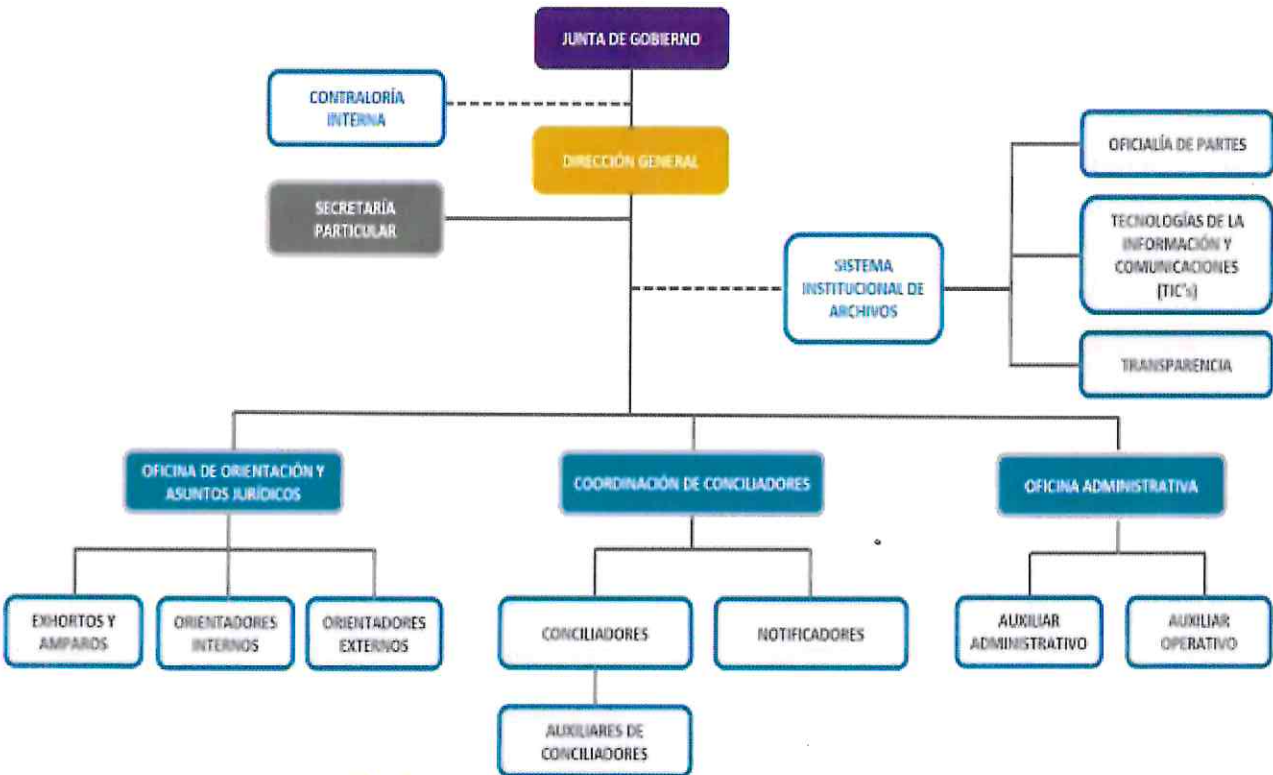 JUNTA DE GOBIERNO
CONTRALORÍA
INTERNA
DIRECCIÓN GENERAL
SECRETARÍA
PARTICULAR
SISTEMA
INSTITUCIONAL DE
ARCHIVOS
OFICIALÍA DE PARTES
TECNOLOGÍAS DE LA
INFORMACIÓN Y
COMUNICACIONES
(TIC's)
TRANSPARENCIA
OFICINA DE ORIENTACIÓN Y
ASUNTOS JURÍDICOS
COORDINACIÓN DE CONCILIADORES
OFICINA ADMINISTRATIVA
EXHORTOS Y
AMPAROS
ORIENTADORES
INTERNOS
ORIENTADORES
EXTERNOS
CONCILIADORES
NOTIFICADORES
AUXILIAR
ADMINISTRATIVO
AUXILIAR
OPERATIVO
AUXILIARES DE
CONCILIADORES